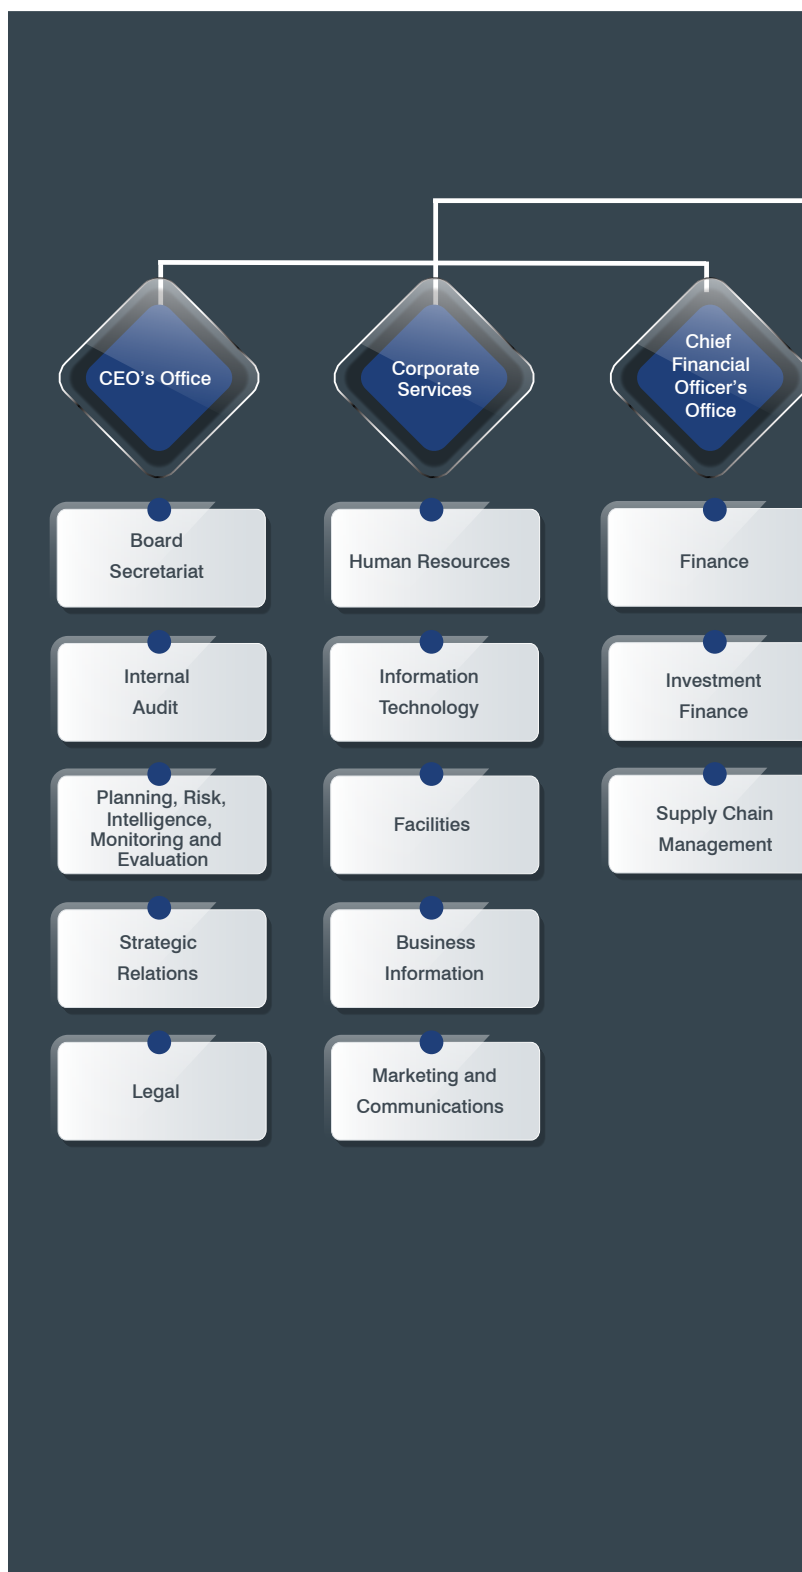 CEO’s Office
Board
Secretariat
Internal
Audit
Planning, Risk,
Intelligence,
Monitoring and
Evaluation
Strategic
Relations
Legal
Corporate
Services
Human Resources
Information
Technology
Facilities
Business
Information
Marketing and
Communications
Chief
Financial
Officer’s
Office
Finance
Investment
Finance
Supply Chain
Management